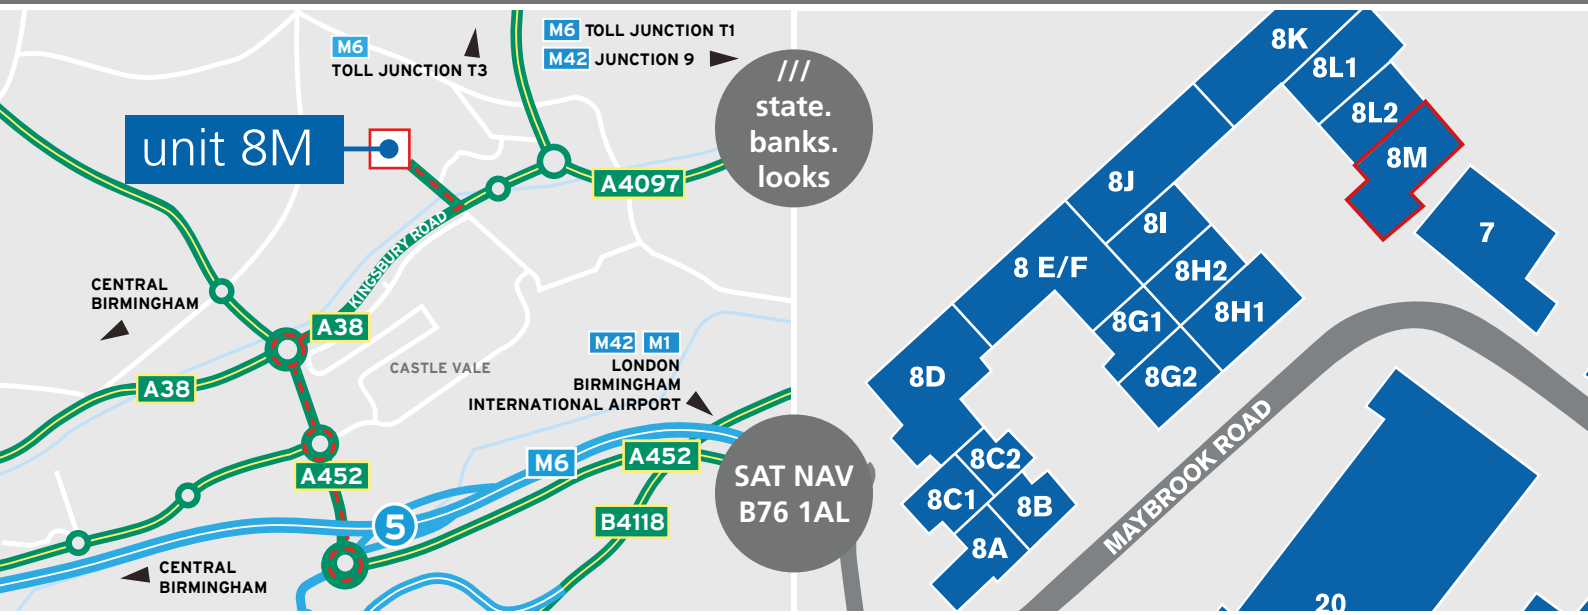 M6
TOLL JUNCTION T3
M6 TOLL JUNCTION T1
M42 JUNCTION 9
///
state.
banks.
looks
unit 8M
A4097
KINGSBURY ROAD
CENTRAL
BIRMINGHAM
A38
CASTLE VALE
M42 M1
LONDON
BIRMINGHAM
INTERNATIONAL AIRPORT
A38
A452
M6
A452
5
B4118
SAT NAV
B76 1AL
CENTRAL
BIRMINGHAM
8K
8L1
8L2
8M
8J
8I
7
8 E/F
8H2
8H1
8G1
8G2
8D
8C2
8C1
8B
8A
MAYBROOK ROAD
20